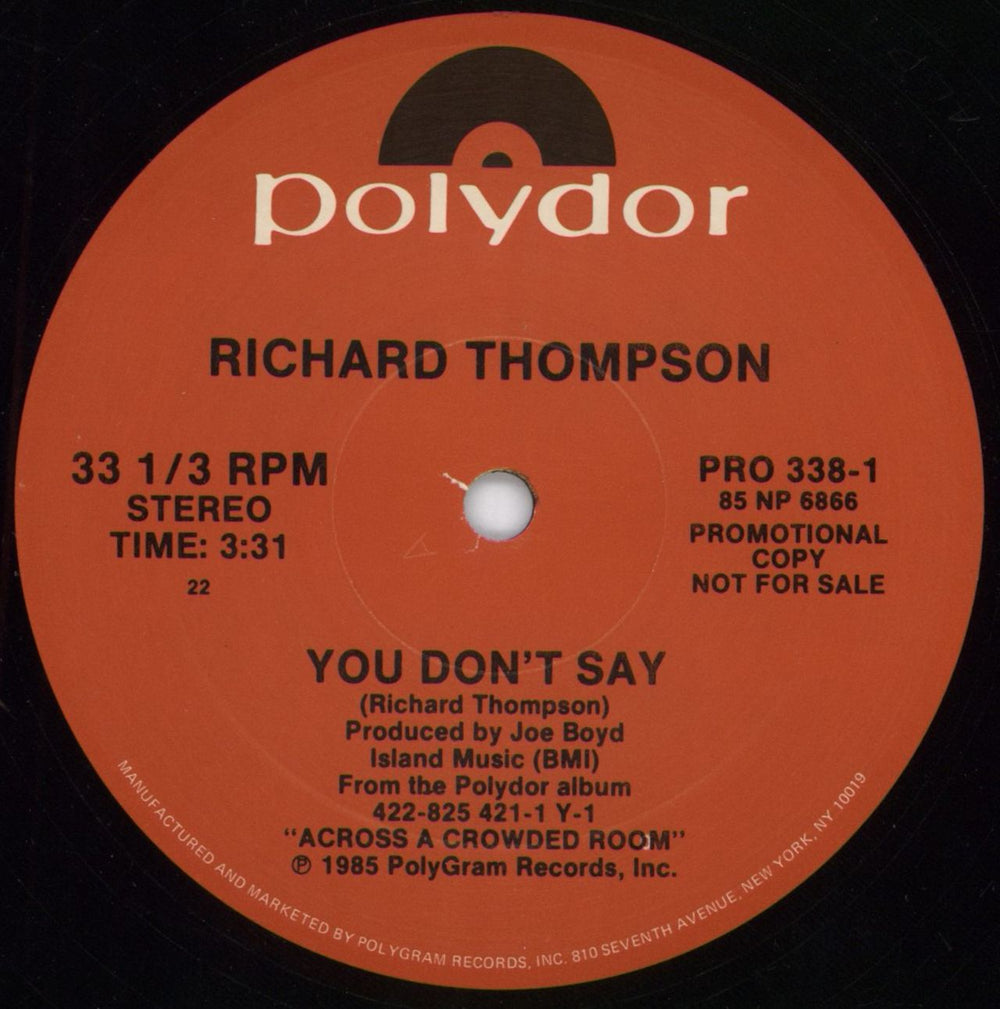 polydor
RICHARD THOMPSON
33 1/3 RPM
STEREO
TIME: 3:31
22
PRO 338-1
85 NP 6866
PROMOTIONAL
COPY
NOT FOR SALE
YOU DON'T SAY
(Richard Thompson)
Produced by Joe Boyd
Island Music (BMI)
From the Polydor album
422-825 421-1 Y-1
"ACROSS A CROWDED ROOM"
℗ 1985 PolyGram Records, Inc.
MANUFACTURED AND MARKETED BY POLYGRAM RECORDS, INC. 810 SEVENTH AVENUE, NEW YORK, NY 10019